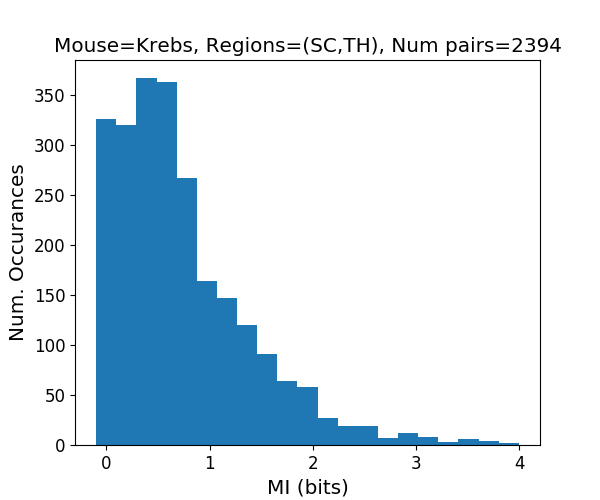 Mouse=Krebs, Regions=(SC,TH), Num pairs=2394
350
300
250
200
150
100
50
0
Num. Occurances
0 1 2 3 4
MI (bits)